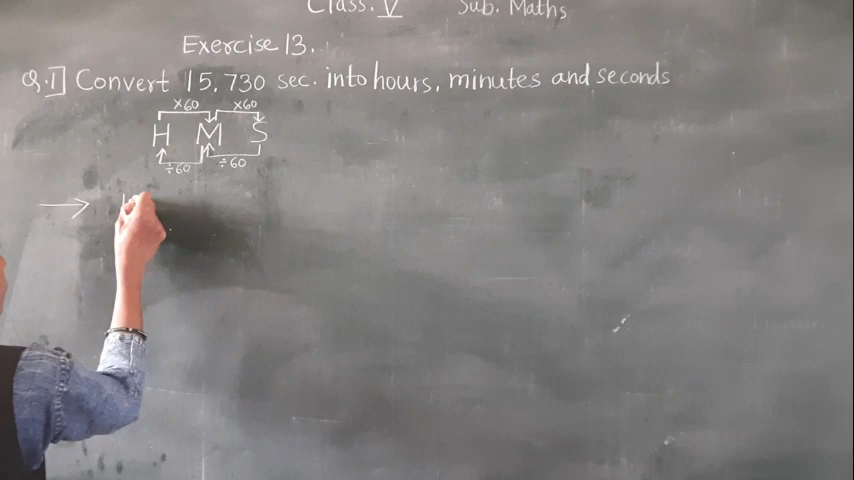 Class. V Sub. Maths
Exercise 13.
Q.1] Convert 15,730 sec. into hours, minutes and seconds
×60 ×60
H M S
÷60 ÷60
→